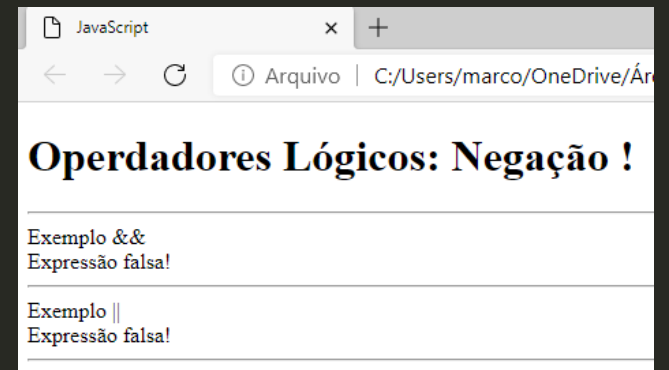 JavaScript
Arquivo | C:/Users/marco/OneDrive/Ár
Operdadores Lógicos: Negação !
Exemplo &&
Expressão falsa!
Exemplo ||
Expressão falsa!